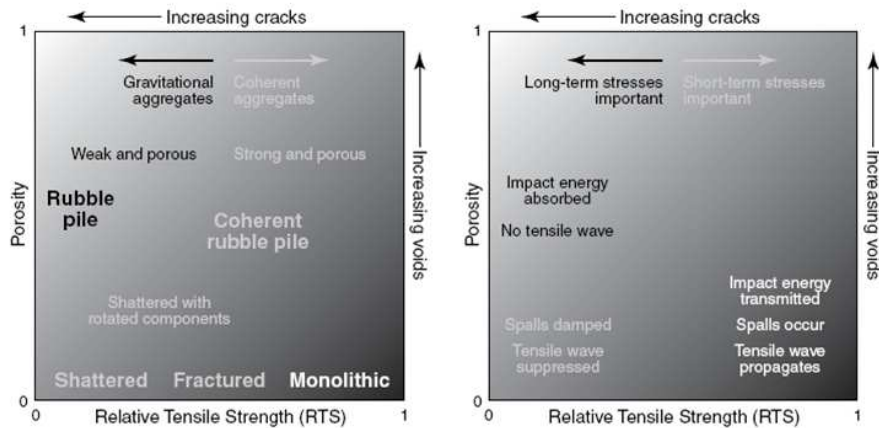 Increasing cracks
1
Gravitational
aggregates
Coherent
aggregates
Weak and porous
Strong and porous
Rubble
pile
Coherent
rubble pile
Shattered with
rotated components
Shattered
Fractured
Monolithic
Porosity
Increasing voids
0
0
Relative Tensile Strength (RTS)
1
Increasing cracks
1
Long-term stresses
important
Short-term stresses
important
Impact energy
absorbed
No tensile wave
Impact energy
transmitted
Spalls damped
Spalls occur
Tensile wave
suppressed
Tensile wave
propagates
Porosity
Increasing voids
0
0
Relative Tensile Strength (RTS)
1